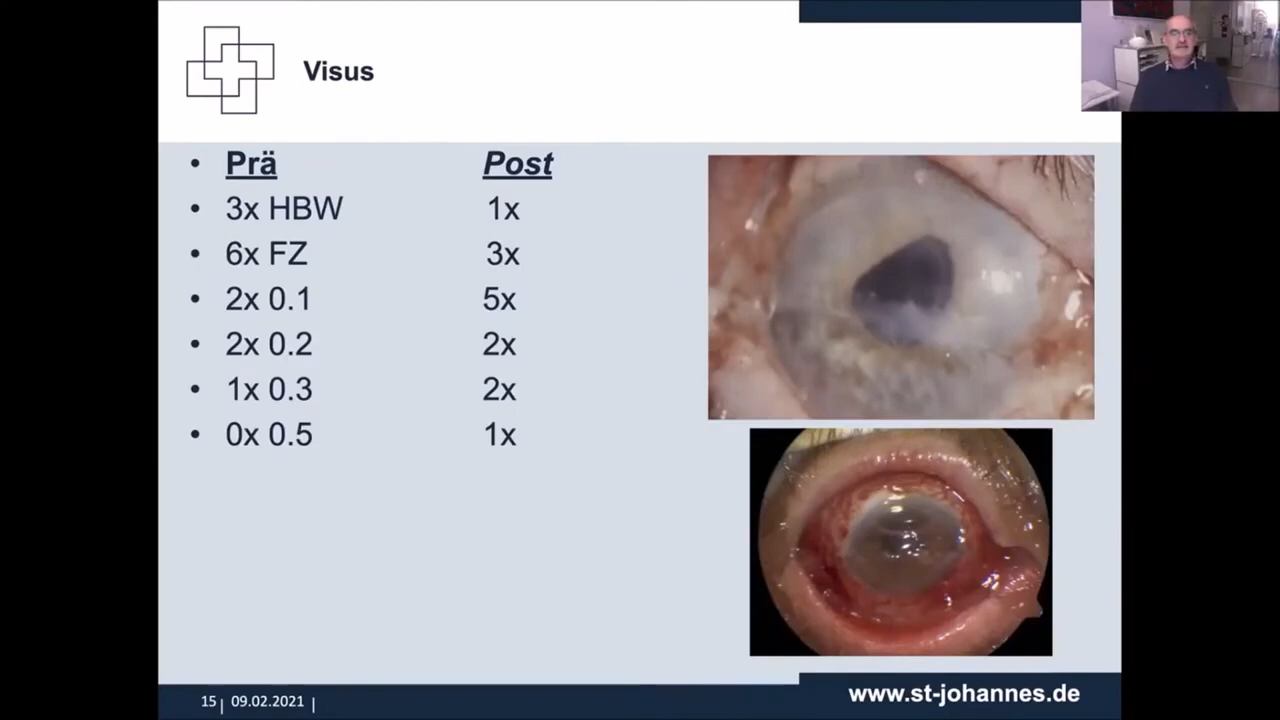 Visus
• Prä Post
• 3x HBW 1x
• 6x FZ 3x
• 2x 0.1 5x
• 2x 0.2 2x
• 1x 0.3 2x
• 0x 0.5 1x
15 | 09.02.2021 |
www.st-johannes.de